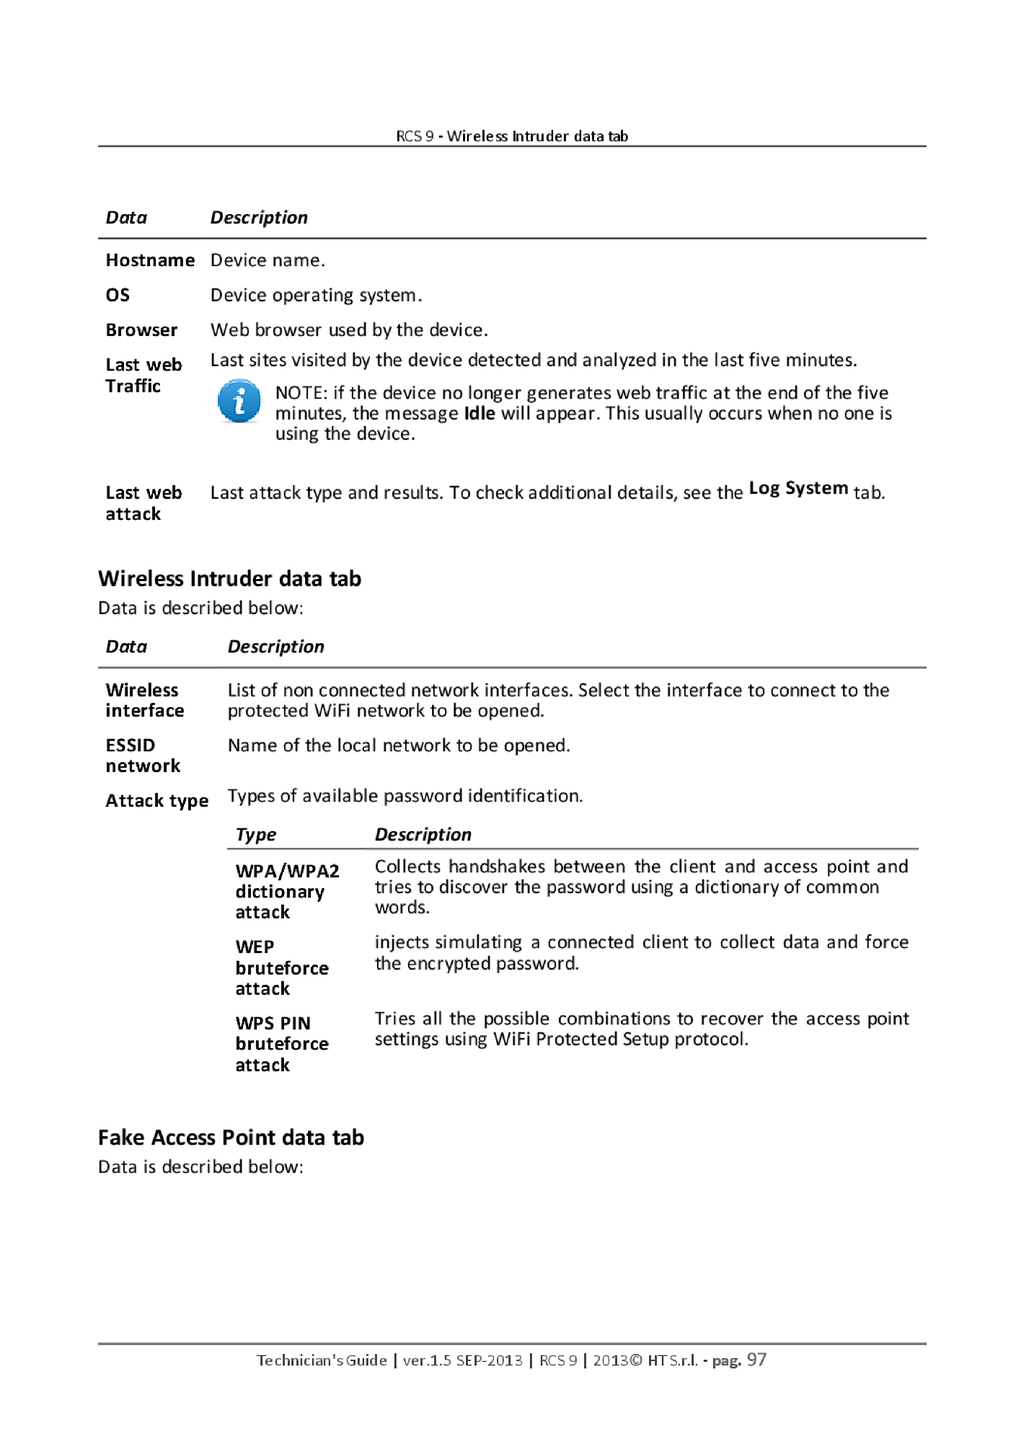 RCS 9 - Wireless Intruder data tab
Data Description
Hostname Device name.
OS Device operating system.
Browser Web browser used by the device.
Last web Last sites visited by the device detected and analyzed in the last five minutes.
Traffic
NOTE: if the device no longer generates web traffic at the end of the five
minutes, the message Idle will appear. This usually occurs when no one is
using the device.
Last web Last attack type and results. To check additional details, see the Log System tab.
attack
Wireless Intruder data tab
Data is described below:
Data Description
Wireless List of non connected network interfaces. Select the interface to connect to the
interface protected WiFi network to be opened.
ESSID Name of the local network to be opened.
network
Attack type Types of available password identification.
Type Description
WPA/WPA2 Collects handshakes between the client and access point and
dictionary tries to discover the password using a dictionary of common
attack words.
WEP injects simulating a connected client to collect data and force
bruteforce the encrypted password.
attack
WPS PIN Tries all the possible combinations to recover the access point
bruteforce settings using WiFi Protected Setup protocol.
attack
Fake Access Point data tab
Data is described below:
Technician's Guide | ver.1.5 SEP-2013 | RCS 9 | 2013© HT S.r.l. - pag. 97